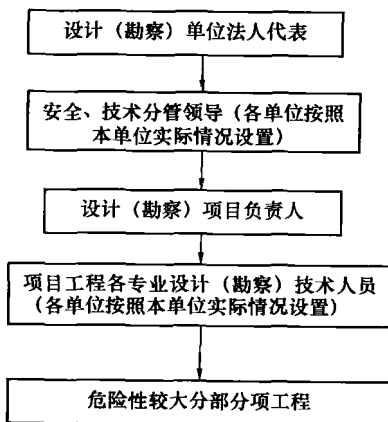 设计（勘察）单位法人代表
安全、技术分管领导（各单位按照
本单位实际情况设置）
设计（勘察）项目负责人
项目工程各专业设计（勘察）技术人员
（各单位按照本单位实际情况设置）
危险性较大分部分项工程